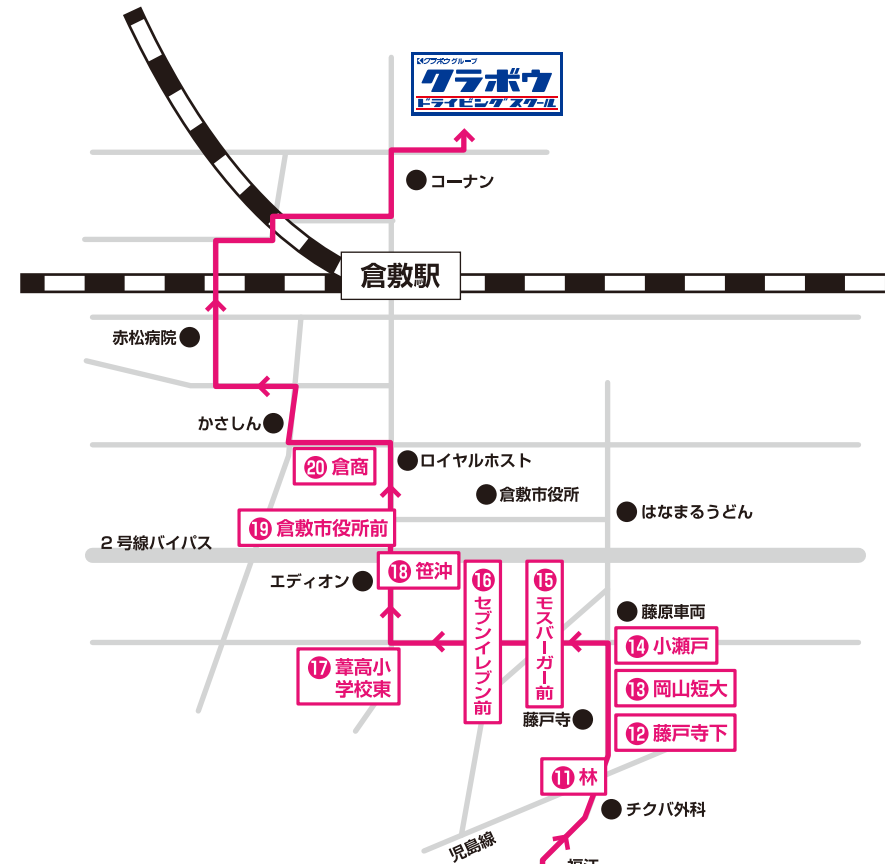 クラボウグループ
クラボウ
ドライビングスクール
コーナン
倉敷駅
赤松病院
かさしん
ロイヤルホスト
⑳ 倉商
倉敷市役所
はなまるうどん
⑲ 倉敷市役所前
2号線バイパス
エディオン
⑱ 笹沖
⑯ セブンイレブン前
⑮ モスバーガー前
藤原車両
⑭ 小瀬戸
⑰ 葦高小
学校東
⑬ 岡山短大
藤戸寺
⑫ 藤戸寺下
⑪ 林
チクバ外科
児島線